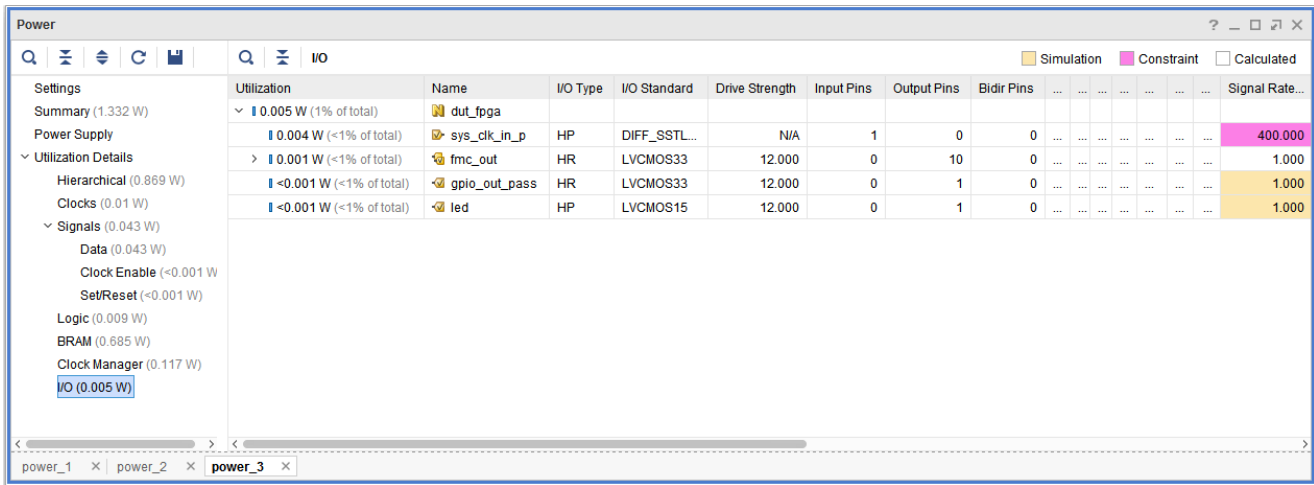 Power
I/O Simulation Constraint Calculated
Settings
Summary (1.332 W)
Power Supply
Utilization Details
Hierarchical (0.869 W)
Clocks (0.01 W)
Signals (0.043 W)
Data (0.043 W)
Clock Enable (<0.001 W
Set/Reset (<0.001 W)
Logic (0.009 W)
BRAM (0.685 W)
Clock Manager (0.117 W)
I/O (0.005 W)
Utilization Name I/O Type I/O Standard Drive Strength Input Pins Output Pins Bidir Pins ... ... ... ... ... ... Signal Rate...
0.005 W (1% of total) dut_fpga
0.004 W (<1% of total) sys_clk_in_p HP DIFF_SSTL... N/A 1 0 0 ... ... ... ... ... ... 400.000
0.001 W (<1% of total) fmc_out HR LVCMOS33 12.000 0 10 0 ... ... ... ... ... ... 1.000
<0.001 W (<1% of total) gpio_out_pass HR LVCMOS33 12.000 0 1 0 ... ... ... ... ... ... 1.000
<0.001 W (<1% of total) led HP LVCMOS15 12.000 0 1 0 ... ... ... ... ... ... 1.000
power_1 power_2 power_3